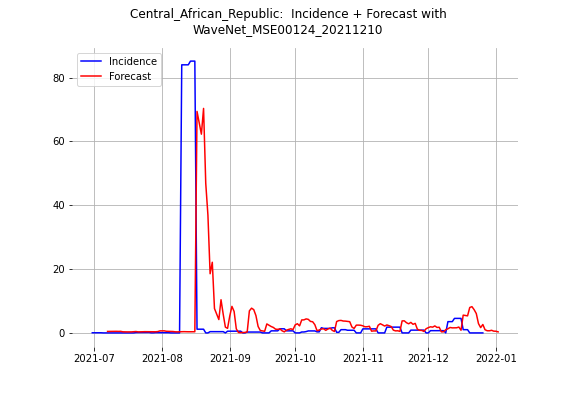 Central_African_Republic:  Incidence + Forecast with
WaveNet_MSE00124_20211210
Incidence
Forecast
80
60
40
20
0
2021-07 2021-08 2021-09 2021-10 2021-11 2021-12 2022-01